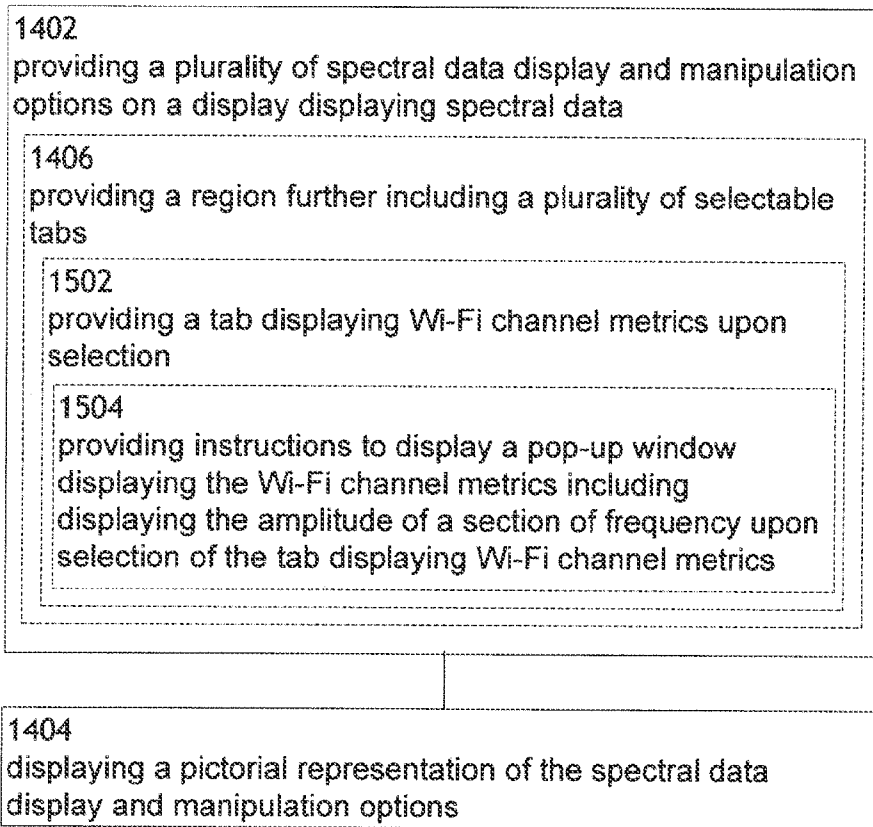 1402
providing a plurality of spectral data display and manipulation
options on a display displaying spectral data
1406
providing a region further including a plurality of selectable
tabs
1502
providing a tab displaying Wi-Fi channel metrics upon
selection
1504
providing instructions to display a pop-up window
displaying the Wi-Fi channel metrics including
displaying the amplitude of a section of frequency upon
selection of the tab displaying Wi-Fi channel metrics
1404
displaying a pictorial representation of the spectral data
display and manipulation options